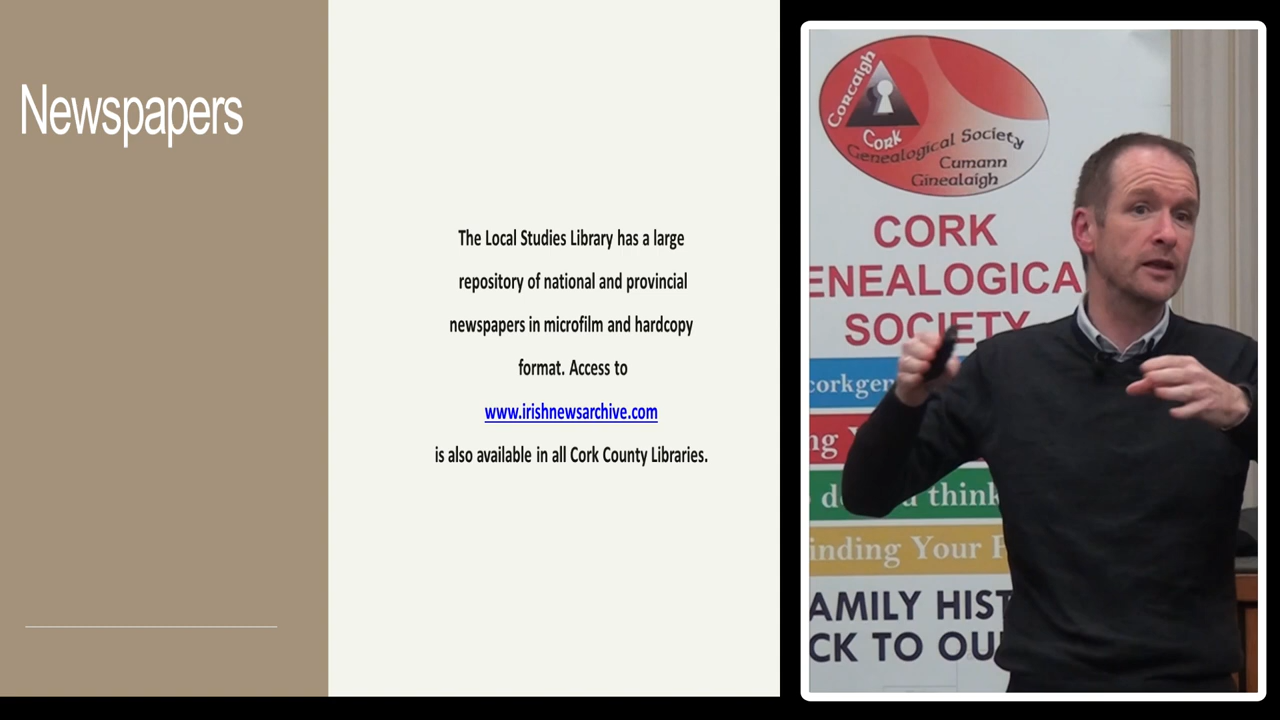 Newspapers
The Local Studies Library has a large
repository of national and provincial
newspapers in microfilm and hardcopy
format. Access to
www.irishnewsarchive.com
is also available in all Cork County Libraries.
Corcaigh
Cork
Genealogical Society
Cumann
Ginealaigh
CORK
ENEALOGICA
SOCIETY
corkgen
ng
think
inding Your F
AMILY HIST
CK TO OU